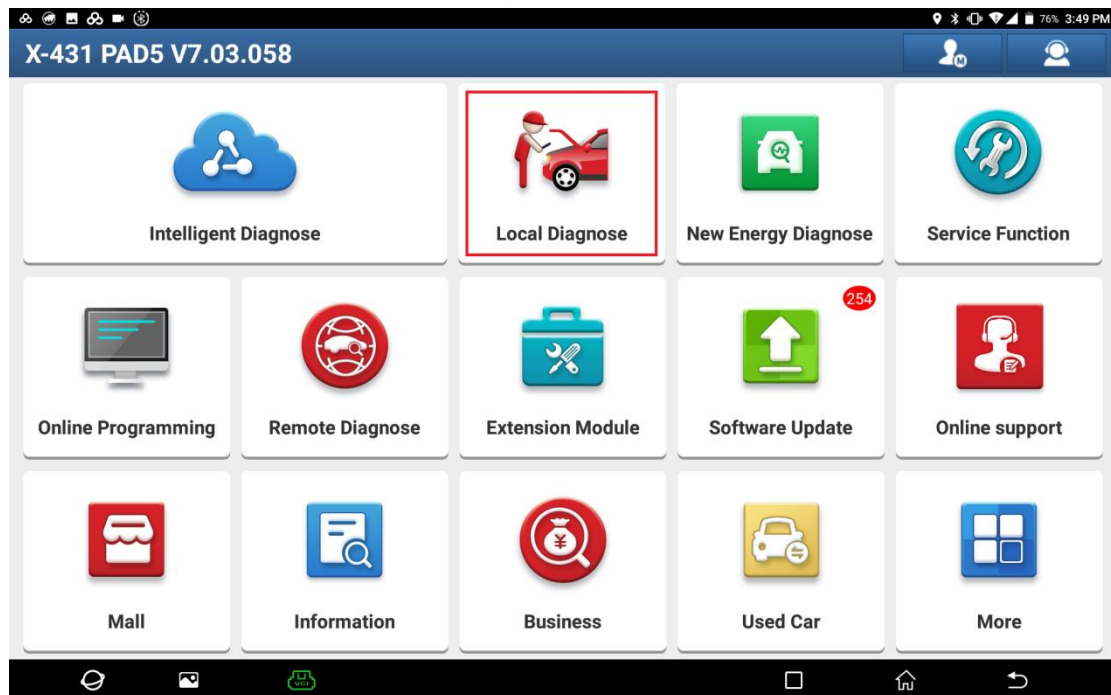 76% 3:49 PM
X-431 PAD5 V7.03.058
M
Intelligent Diagnose
Local Diagnose
New Energy Diagnose
Service Function
254
Online Programming
Remote Diagnose
Extension Module
Software Update
Online support
¥
Mall
Information
Business
Used Car
More
VCI